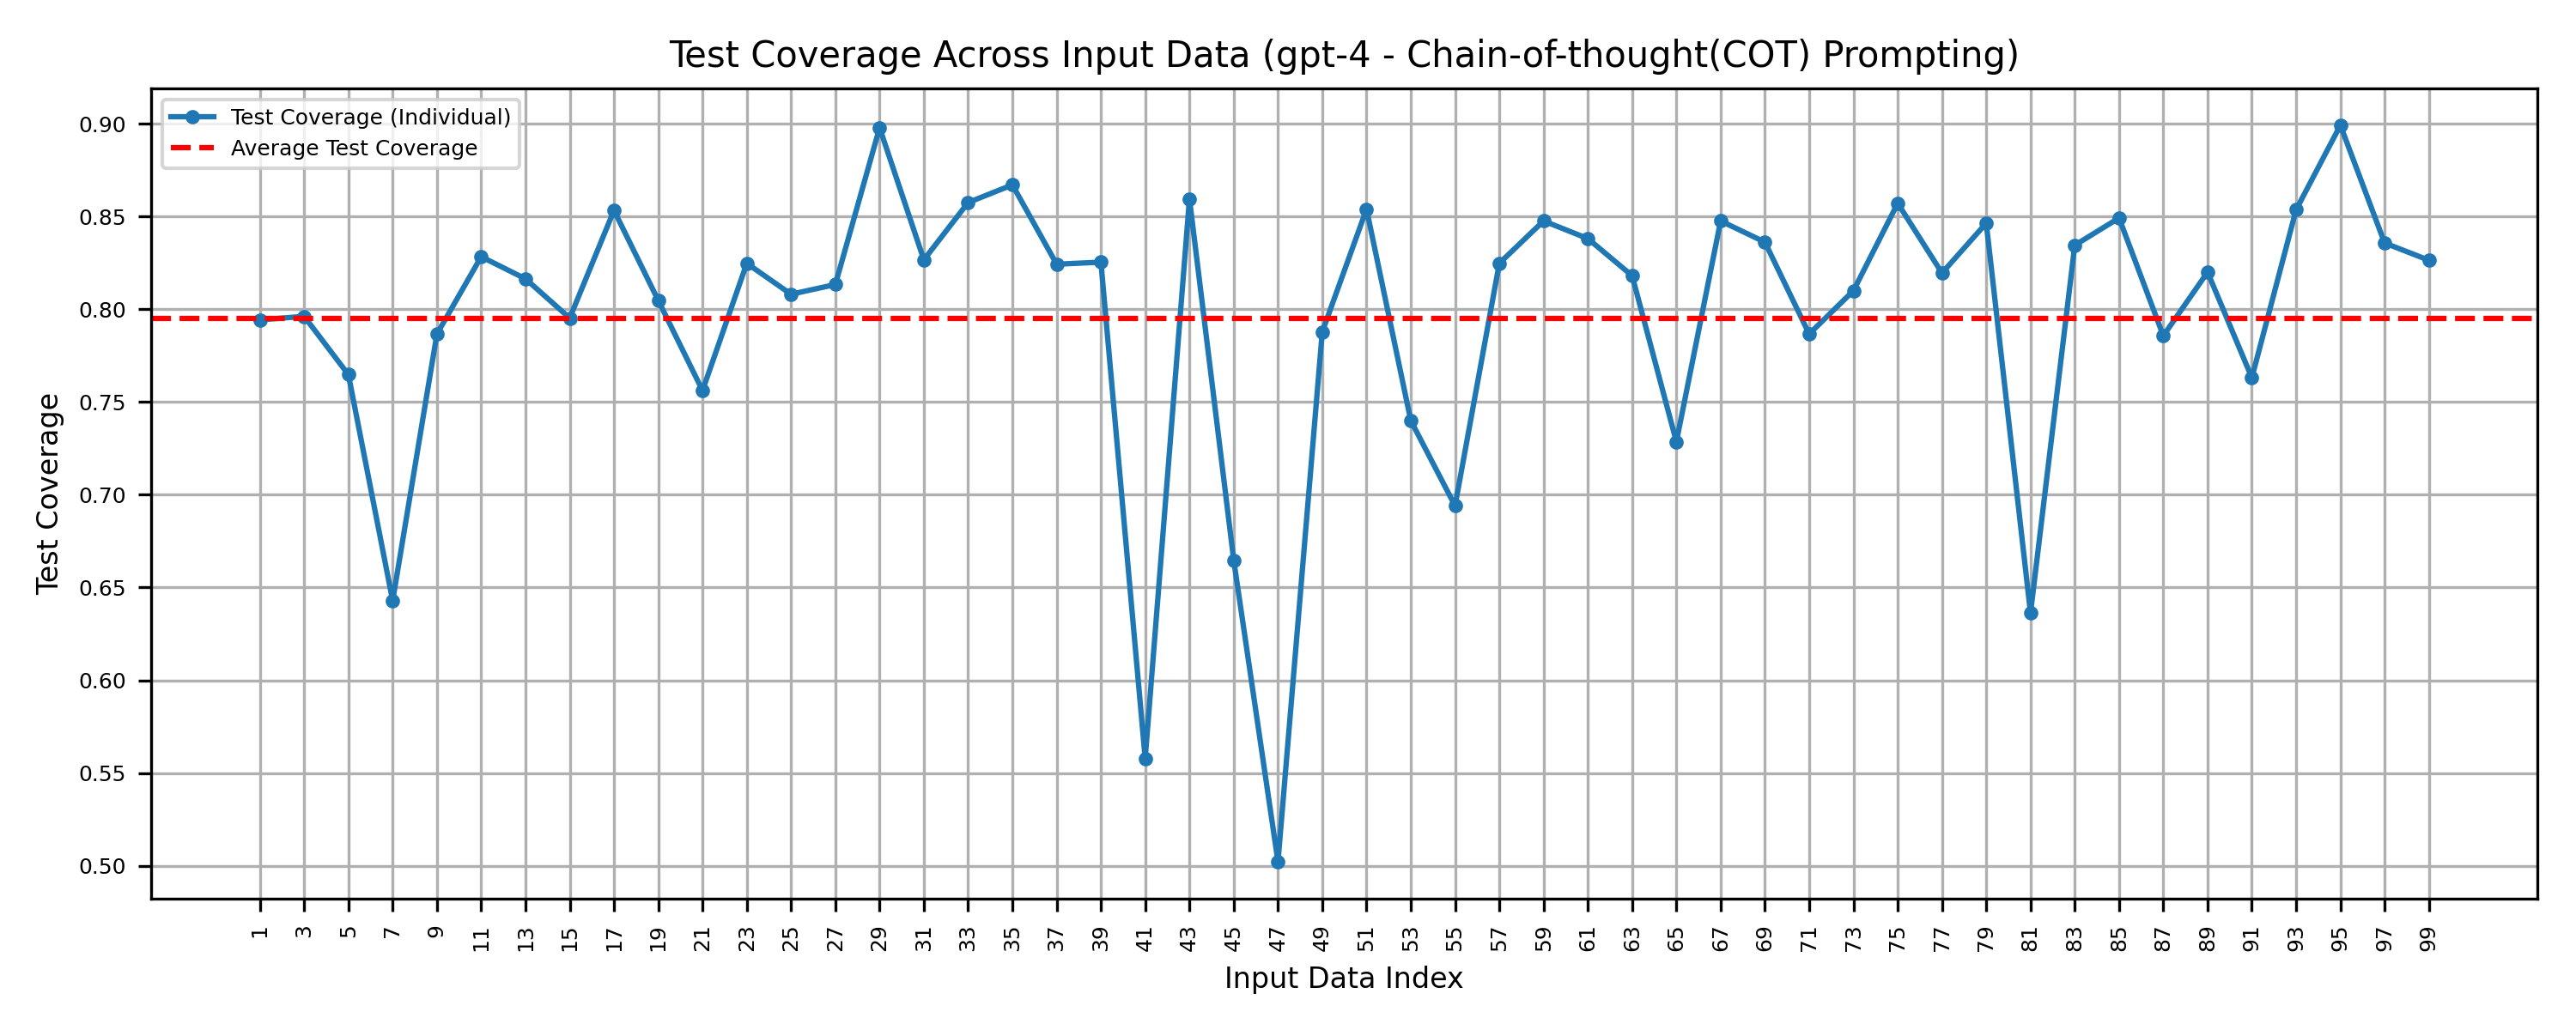 Test Coverage Across Input Data (gpt-4 - Chain-of-thought(COT) Prompting)
Test Coverage (Individual)
Average Test Coverage
Test Coverage
0.90
0.85
0.80
0.75
0.70
0.65
0.60
0.55
0.50
1 3 5 7 9 11 13 15 17 19 21 23 25 27 29 31 33 35 37 39 41 43 45 47 49 51 53 55 57 59 61 63 65 67 69 71 73 75 77 79 81 83 85 87 89 91 93 95 97 99
Input Data Index